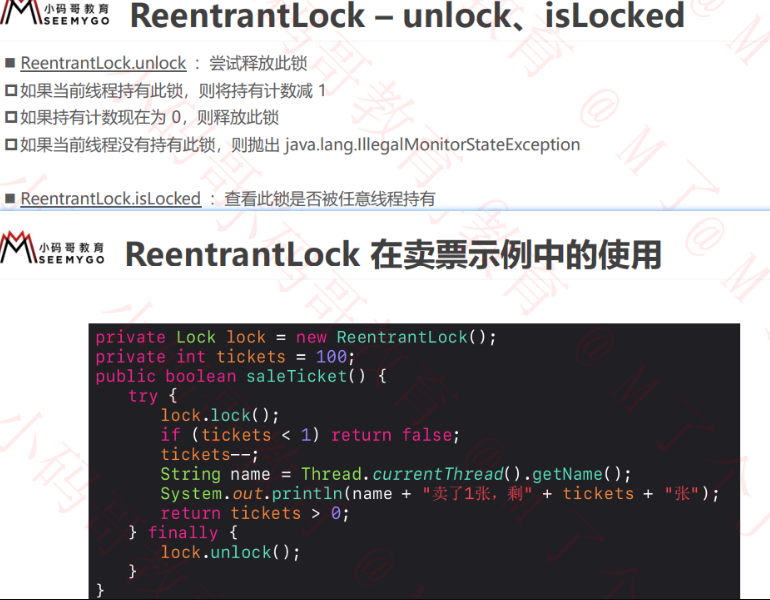 小码哥教育
SEEMYGO
ReentrantLock – unlock、isLocked
■ ReentrantLock.unlock ：尝试释放此锁
如果当前线程持有此锁，则将持有计数减 1
如果持有计数现在为 0，则释放此锁
如果当前线程没有持有此锁，则抛出 java.lang.IllegalMonitorStateException
■ ReentrantLock.isLocked ：查看此锁是否被任意线程持有
小码哥教育
SEEMYGO
ReentrantLock 在卖票示例中的使用
private Lock lock = new ReentrantLock();
private int tickets = 100;
public boolean saleTicket() {
try {
lock.lock();
if (tickets < 1) return false;
tickets--;
String name = Thread.currentThread().getName();
System.out.println(name + "卖了1张，剩" + tickets + "张");
return tickets > 0;
} finally {
lock.unlock();
}
}